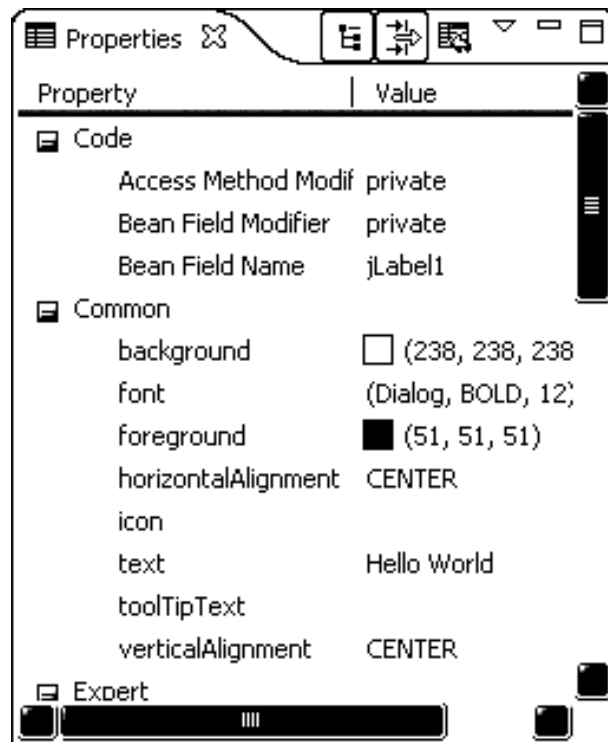 Properties
Property Value
Code
Access Method Modif private
Bean Field Modifier private
Bean Field Name jLabel1
Common
background (238, 238, 238
font (Dialog, BOLD, 12)
foreground (51, 51, 51)
horizontalAlignment CENTER
icon
text Hello World
toolTipText
verticalAlignment CENTER
Expert